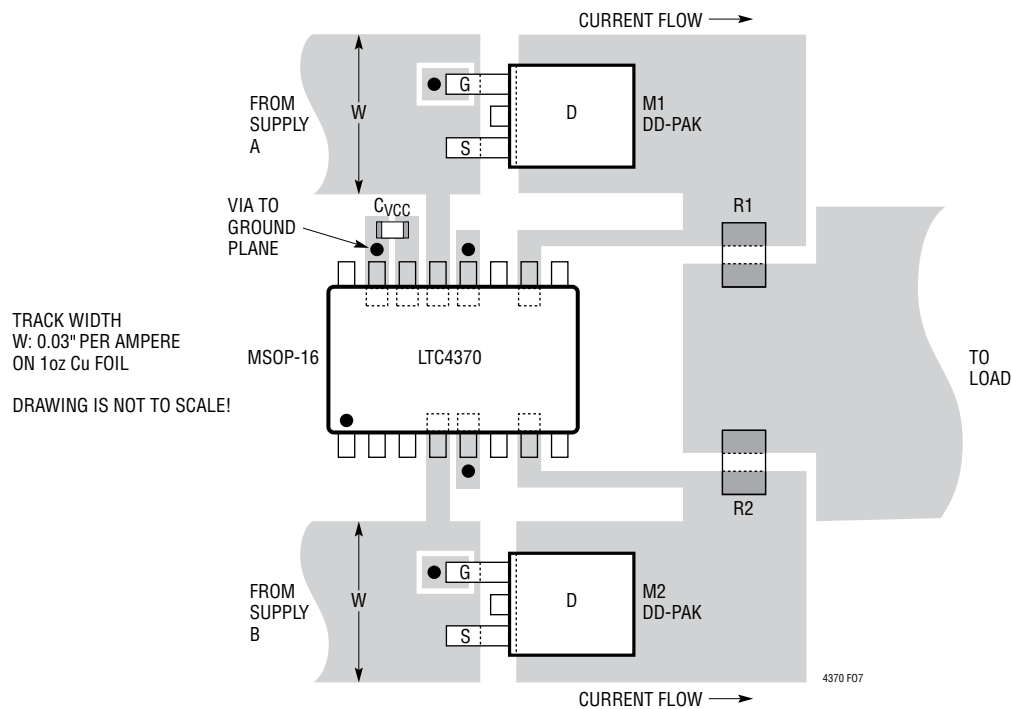 CURRENT FLOW
FROM
SUPPLY
A
W
G
D
S
M1
DD-PAK
VIA TO
GROUND
PLANE
CVCC
R1
TRACK WIDTH
W: 0.03" PER AMPERE
ON 1oz Cu FOIL
DRAWING IS NOT TO SCALE!
MSOP-16
LTC4370
TO
LOAD
R2
FROM
SUPPLY
B
W
G
D
S
M2
DD-PAK
4370 F07
CURRENT FLOW